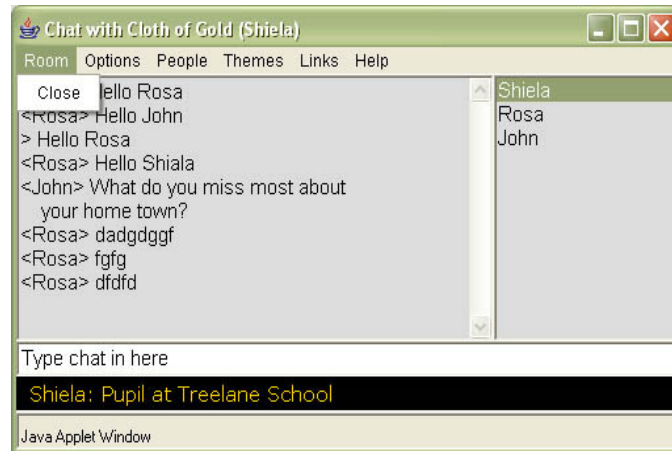 Chat with Cloth of Gold (Shiela)
Room Options People Themes Links Help
Close
Hello Rosa
<Rosa> Hello John
> Hello Rosa
<Rosa> Hello Shiala
<John> What do you miss most about
your home town?
<Rosa> dadgdggf
<Rosa> fgfg
<Rosa> dfdfd
Shiela
Rosa
John
Type chat in here
Shiela: Pupil at Treelane School
Java Applet Window